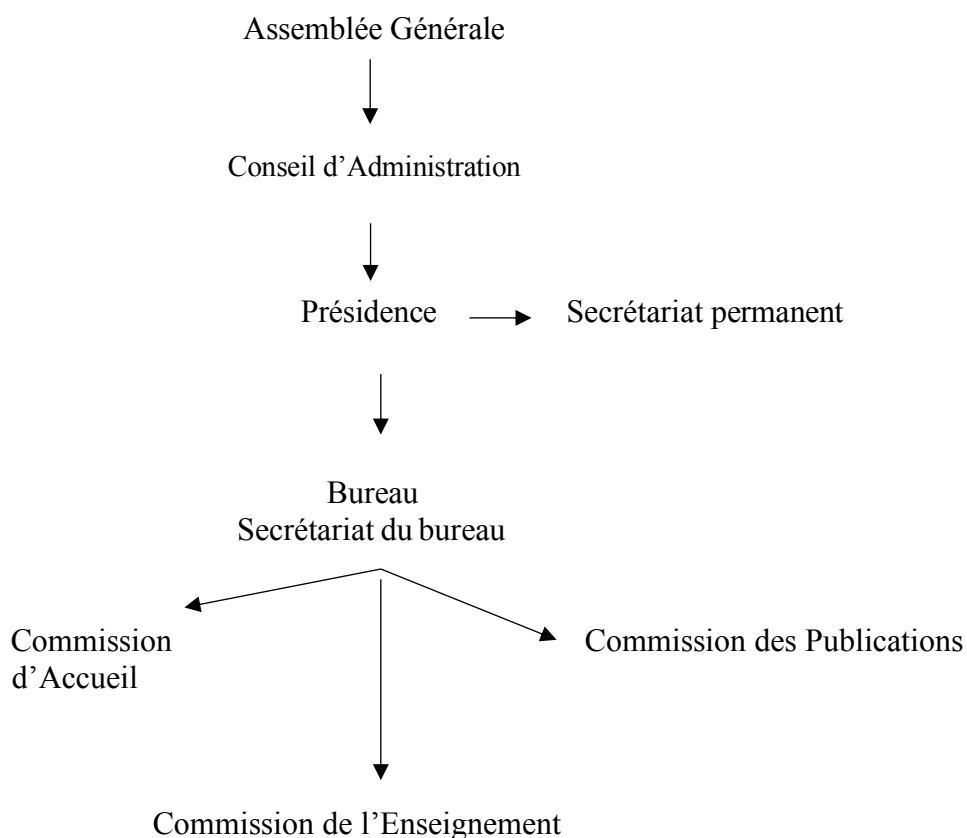 Assemblée Générale
Conseil d’Administration
Présidence
Secrétariat permanent
Bureau
Secrétariat du bureau
Commission
d’Accueil
Commission des Publications
Commission de l’Enseignement